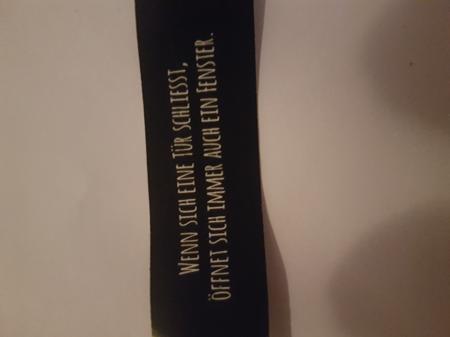 WENN SICH EINE TÜR SCHLIESST,
ÖFFNET SICH IMMER AUCH EIN FENSTER.